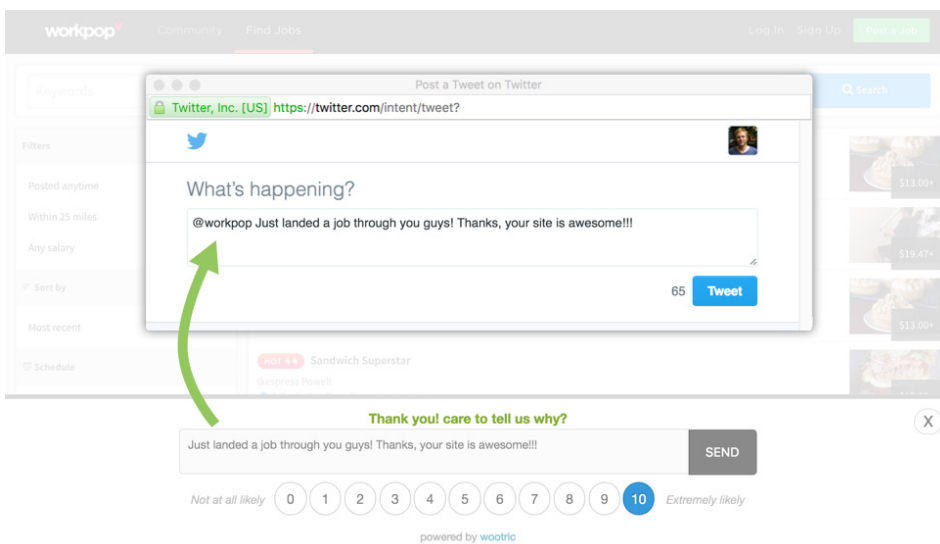 workpop Community Find Jobs Log In Sign Up Post a Job
Post a Tweet on Twitter
Twitter, Inc. [US] https://twitter.com/intent/tweet?
Keywords
Search
What's happening?
@workpop Just landed a job through you guys! Thanks, your site is awesome!!!
65 Tweet
Filters
Posted anytime
Within 25 miles
Any salary
Sort by
Most recent
Schedule
$13.00+
$19.47+
$13.00+
HOT Sandwich Superstar
Thank you! care to tell us why?
X
Just landed a job through you guys! Thanks, your site is awesome!!!
SEND
Not at all likely 0 1 2 3 4 5 6 7 8 9 10 Extremely likely
powered by wootric